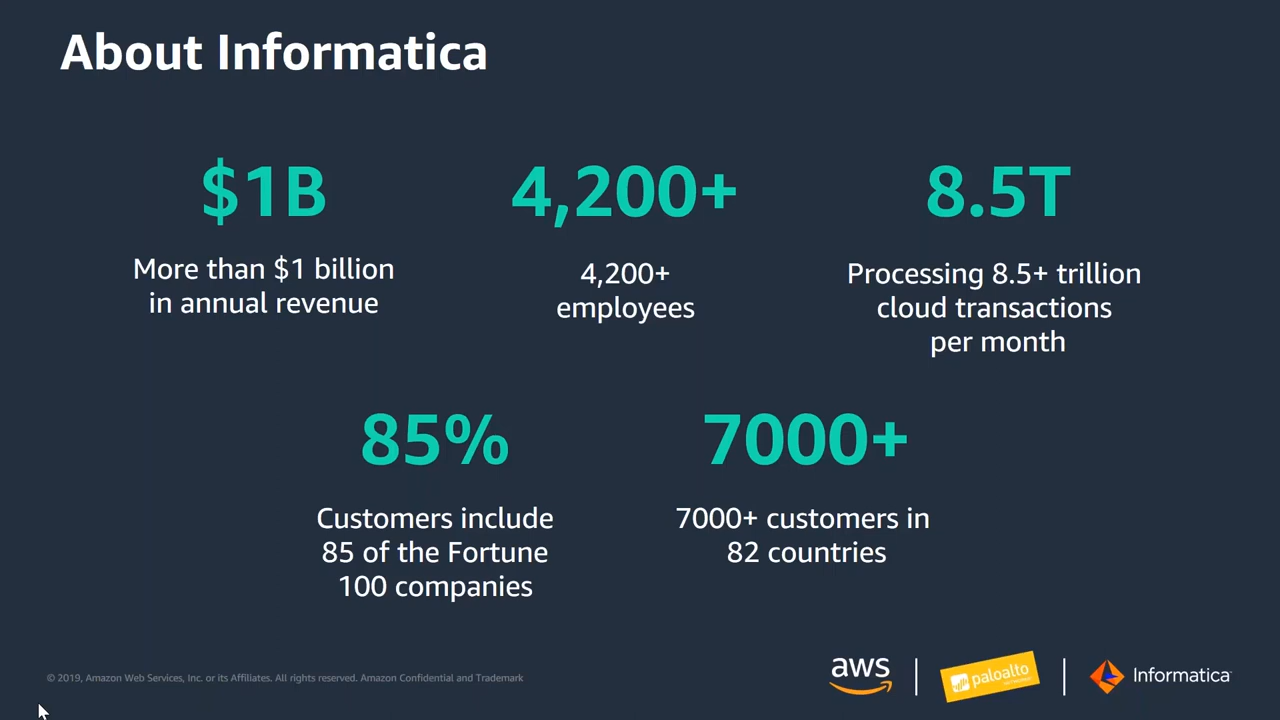 About Informatica
$1B
More than $1 billion
in annual revenue
4,200+
4,200+
employees
8.5T
Processing 8.5+ trillion
cloud transactions
per month
85%
Customers include
85 of the Fortune
100 companies
7000+
7000+ customers in
82 countries
© 2019, Amazon Web Services, Inc. or its Affiliates. All rights reserved. Amazon Confidential and Trademark
aws
paloalto
Informatica